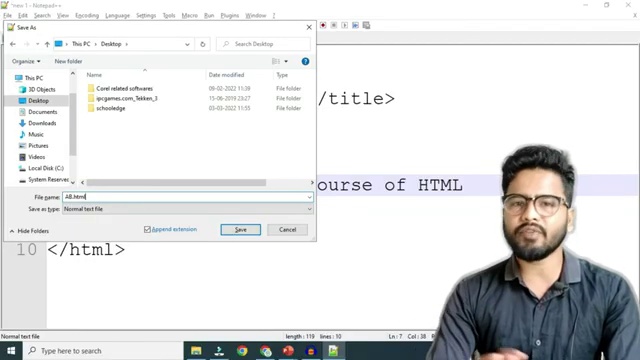 *new 1 - Notepad++
File Edit Search View Encoding Language Settings Tools Macro Run Plugins Window ?
Save As
This PC > Desktop >
Search Desktop
Organize New folder
Name Date modified Type
This PC
3D Objects
Desktop
Documents
Downloads
Music
Pictures
Videos
Local Disk (C:)
System Reserved
Corel related softwares 09-02-2022 11:39 File folder
ipcgames.com_Tekken_3 15-06-2019 23:27 File folder
schooledge 03-03-2022 11:55 File folder
File name: AB.html
Save as type: Normal text file
Hide Folders
Append extension
Save
Cancel
/title>
ourse of HTML
10 </html>
Normal text file
length : 119 lines : 10
Ln : 7 Col : 38
Type here to search